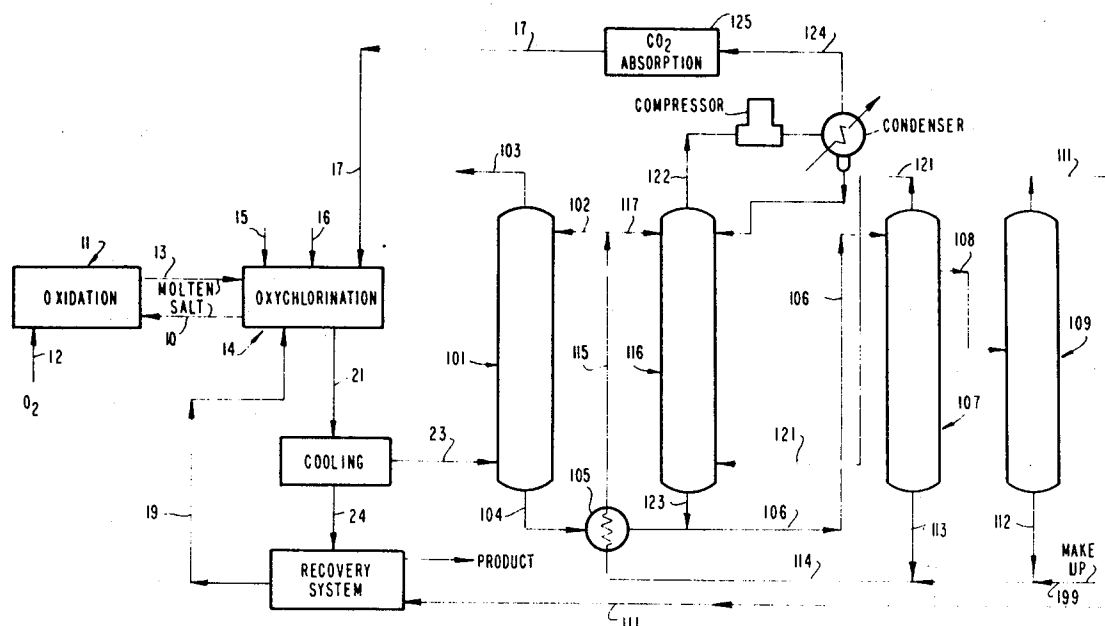 17
CO2
ABSORPTION
125
124
COMPRESSOR
CONDENSER
103
122
121
111
17
15
16
102
117
108
11
13
OXIDATION
MOLTEN
SALT
10
OXYCHLORINATION
14
106
109
12
O2
101
115
116
107
21
COOLING
23
121
105
123
104
106
19
24
113
112
RECOVERY
SYSTEM
PRODUCT
114
MAKE
UP
199
111